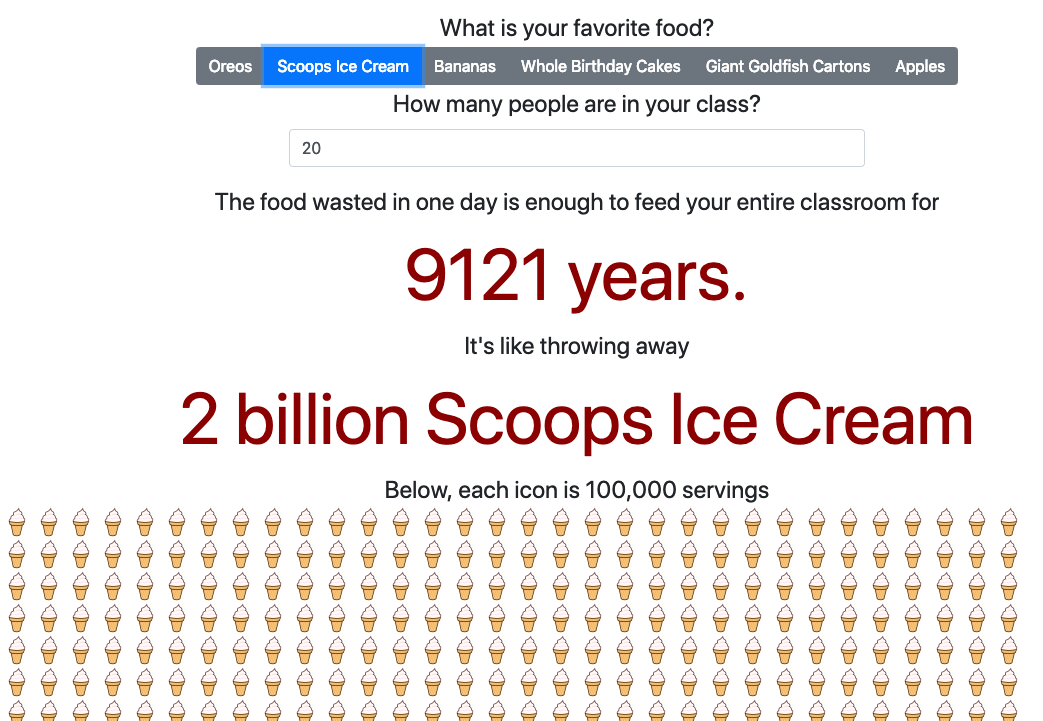 What is your favorite food?
Oreos Scoops Ice Cream Bananas Whole Birthday Cakes Giant Goldfish Cartons Apples
How many people are in your class?
20
The food wasted in one day is enough to feed your entire classroom for
9121 years.
It's like throwing away
2 billion Scoops Ice Cream
Below, each icon is 100,000 servings